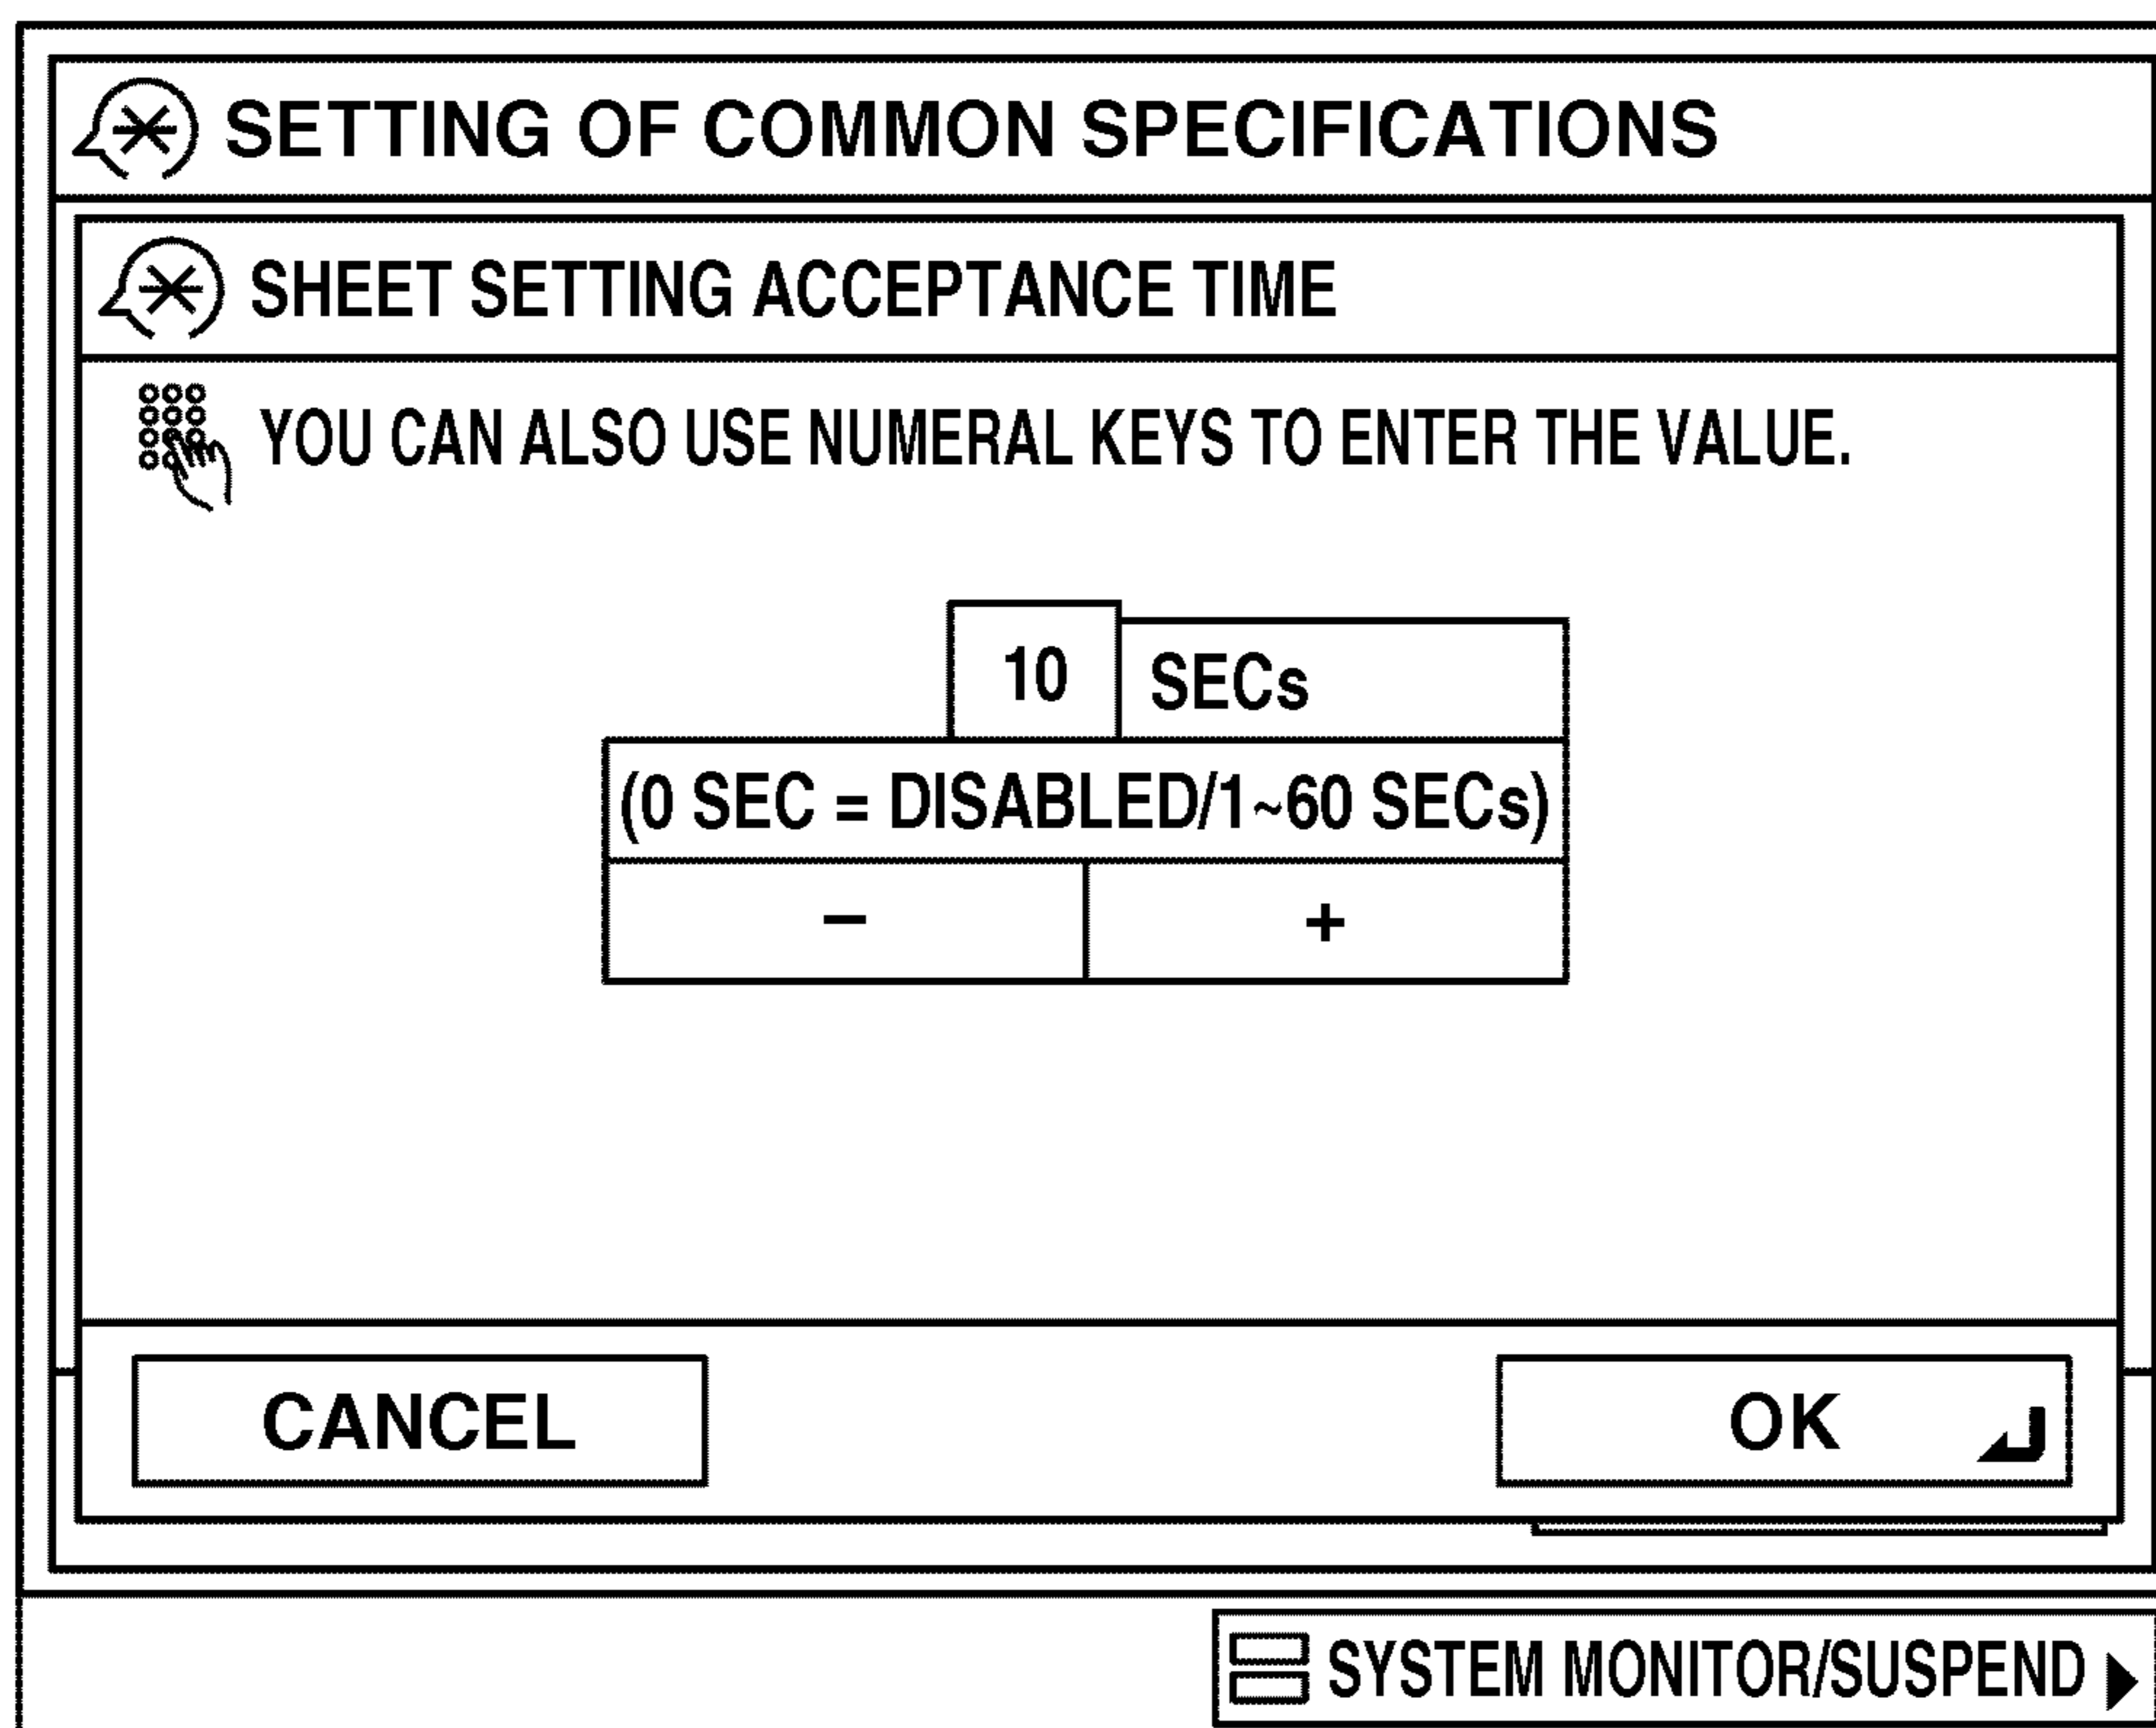 SETTING OF COMMON SPECIFICATIONS
SHEET SETTING ACCEPTANCE TIME
YOU CAN ALSO USE NUMERAL KEYS TO ENTER THE VALUE.
10 SECs
(0 SEC = DISABLED/1~60 SECs)
− +
CANCEL OK
SYSTEM MONITOR/SUSPEND